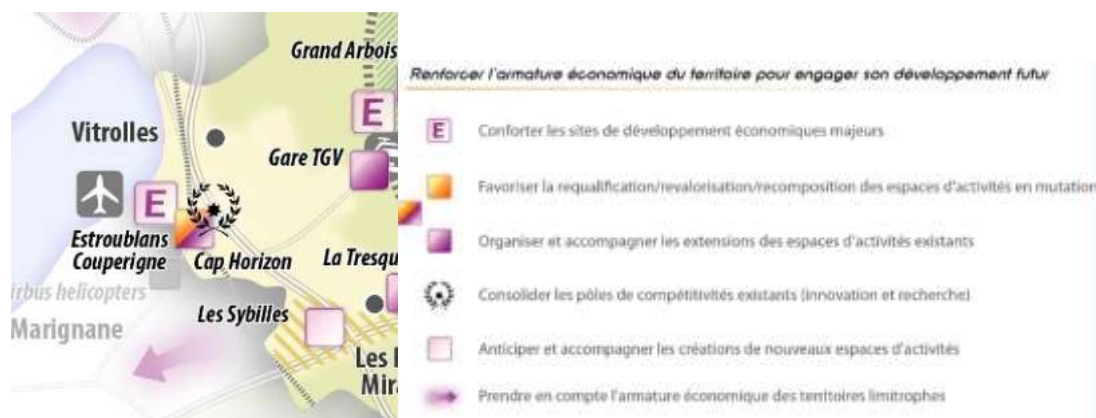 Grand Arbois
E
Vitrolles
Gare TGV
E
Estroublans
Couperigne
Cap Horizon
La Tresqu
irbus helicopters
Les Sybilles
Marignane
Les
Mir
Renforcer l'armature économique du territoire pour engager son développement futur
E Conforter les sites de développement économiques majeurs
Favoriser la requalification/revalorisation/recomposition des espaces d'activités en mutation
Organiser et accompagner les extensions des espaces d'activités existants
Consolider les pôles de compétitivités existants (innovation et recherche)
Anticiper et accompagner les créations de nouveaux espaces d'activités
Prendre en compte l'armature économique des territoires limitrophes